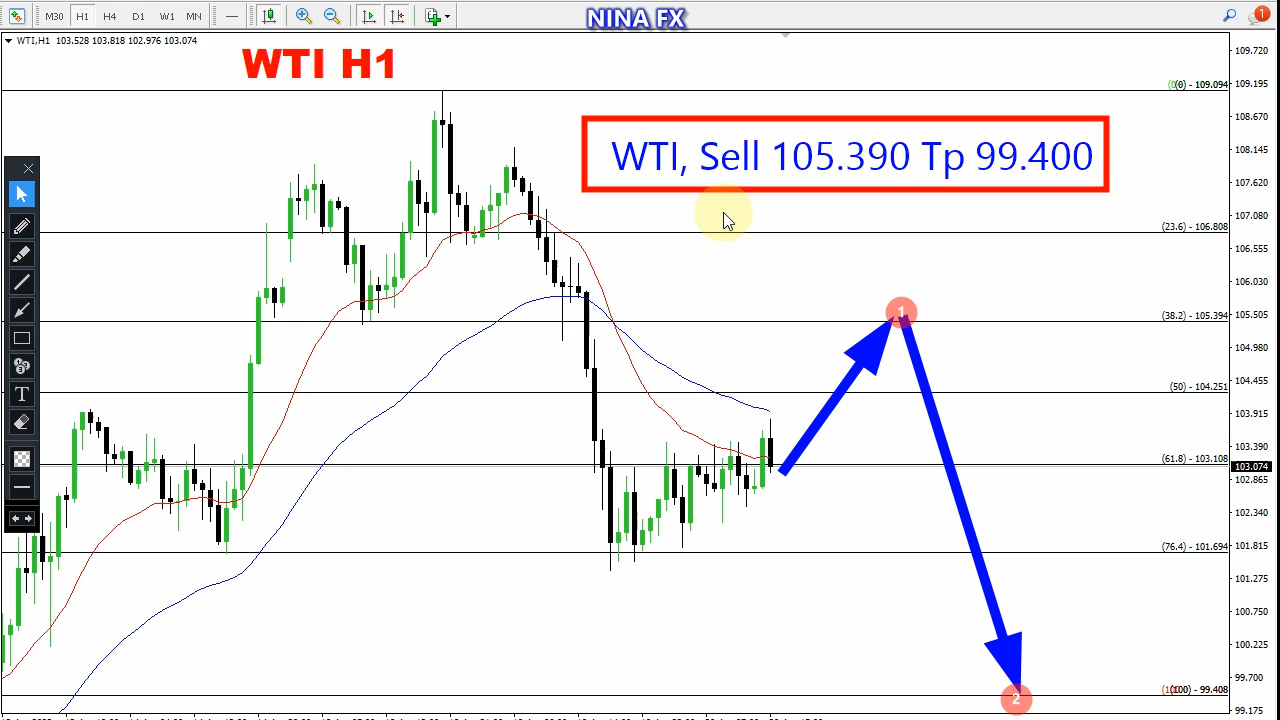 M30 H1 H4 D1 W1 MN
NINA FX
1
WTI,H1 103.528 103.818 102.976 103.074
WTI H1
WTI, Sell 105.390 Tp 99.400
(0) - 109.094
(23.6) - 106.808
(38.2) - 105.394
(50) - 104.251
(61.8) - 103.108
(76.4) - 101.694
(100) - 99.408
1
2
T
109.720
109.195
108.670
108.145
107.620
107.080
106.555
106.030
105.505
104.980
104.455
103.915
103.390
103.074
102.865
102.340
101.815
101.275
100.750
100.225
99.700
99.175